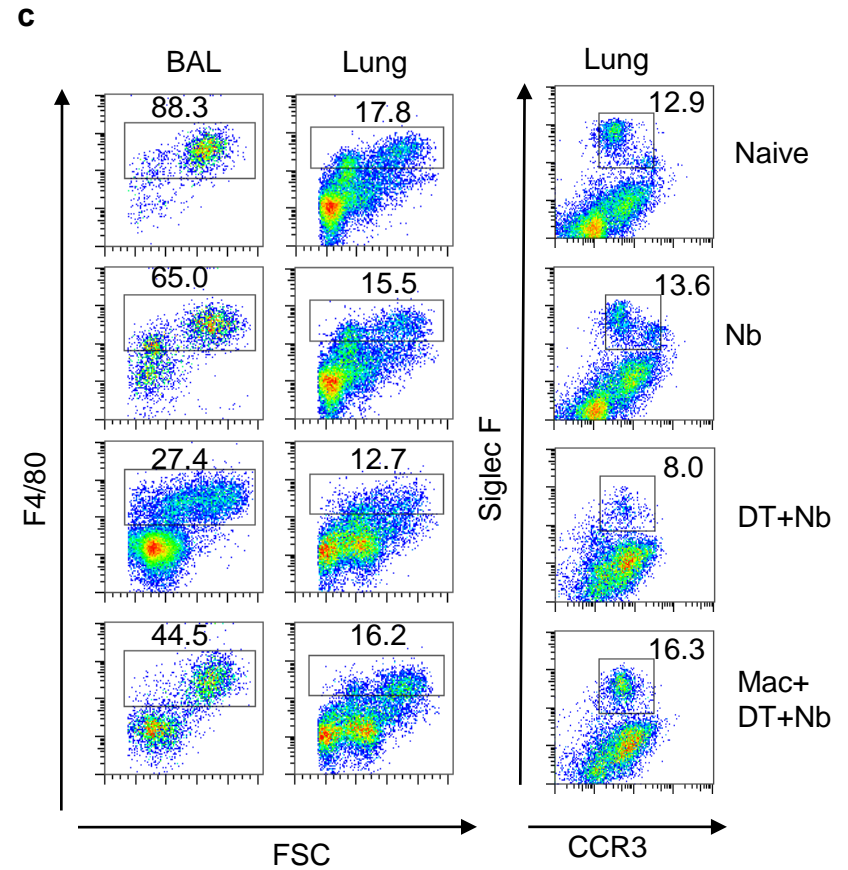 c
BAL
Lung
Lung
88.3
17.8
12.9
Naive
65.0
15.5
13.6
Nb
27.4
12.7
8.0
DT+Nb
44.5
16.2
16.3
Mac+
DT+Nb
F4/80
Siglec F
FSC
CCR3